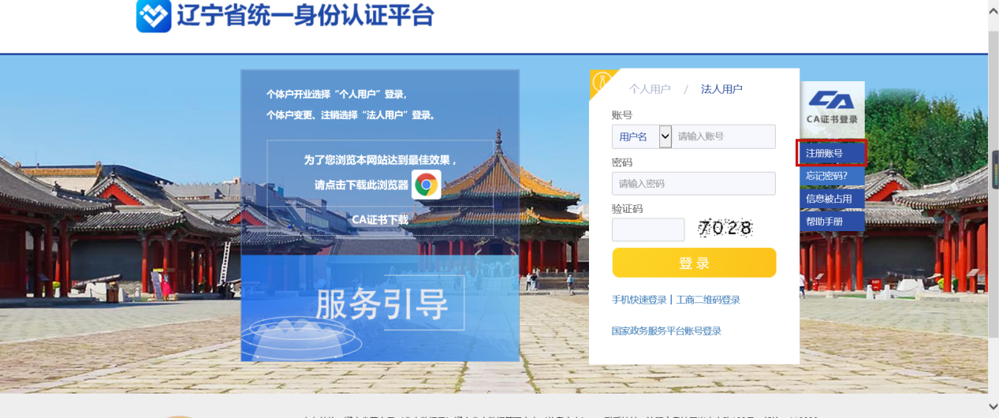 辽宁省统一身份认证平台
个体户开业选择“个人用户”登录,
个体户变更、注销选择“法人用户”登录。
为了您浏览本网站达到最佳效果，
请点击下载此浏览器
CA证书下载
服务引导
个人用户 / 法人用户
账号
用户名 请输入账号
密码
请输入密码
验证码
7028
登录
手机快速登录 | 工商二维码登录
国家政务服务平台账号登录
CA
CA证书登录
注册账号
忘记密码?
信息被占用
帮助手册